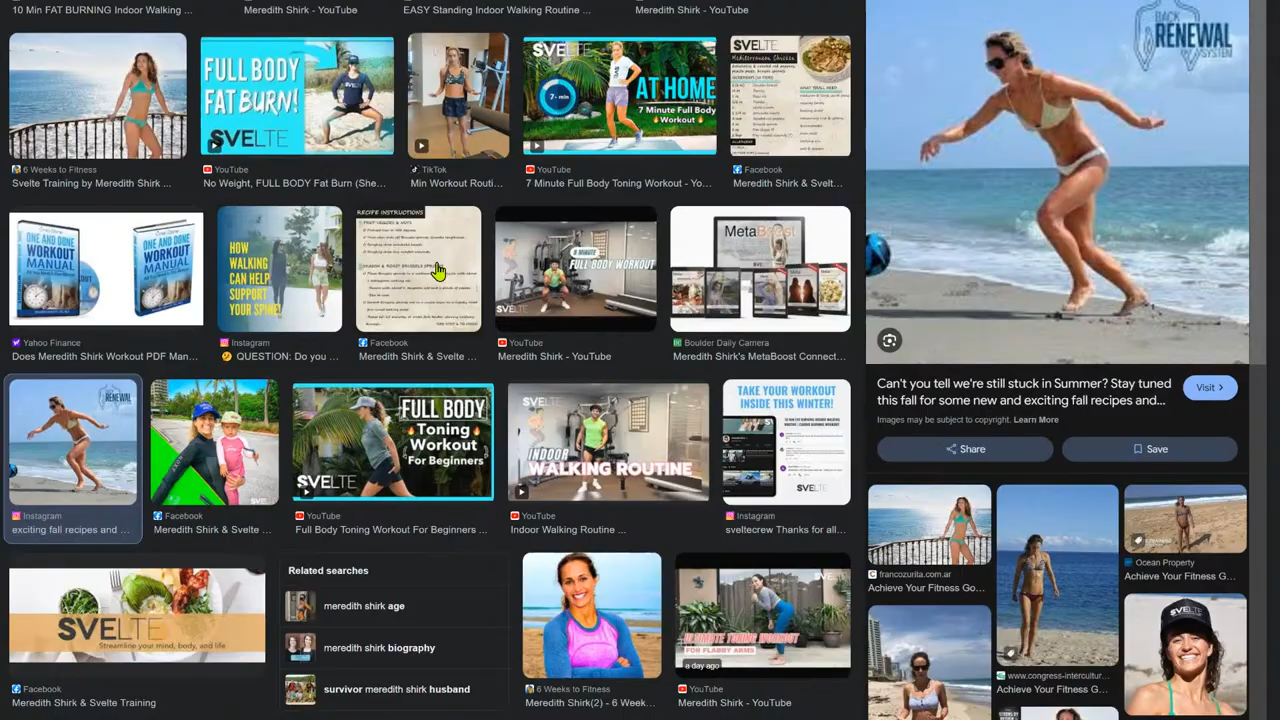 10 Min FAT BURNING Indoor Walking ...
Meredith Shirk - YouTube
EASY Standing Indoor Walking Routine ...
Meredith Shirk - YouTube
6 Weeks to Fitness
Svelte Training by Meredith Shirk ...
FULL BODY
FAT BURN!
SVELTE
YouTube
No Weight, FULL BODY Fat Burn (She...
TikTok
Min Workout Routi...
SVELTE
7-min
AT HOME
7 Minute Full Body
Toning Workout
YouTube
7 Minute Full Body Toning Workout - Yo...
SVELTE
Mediterranean Chicken
Facebook
Meredith Shirk & Svelt...
ONE AND DONE
WORKOUT
MANUAL
ONE AND DONE
WORKOUT
MANUAL
Yahoo Finance
Does Meredith Shirk Workout PDF Man...
HOW
WALKING
CAN HELP
SUPPORT
YOUR SPINE!
Instagram
QUESTION: Do you ...
RECIPE INSTRUCTIONS
Facebook
Meredith Shirk & Svelte ...
FULL BODY WORKOUT
SVELTE
YouTube
Meredith Shirk - YouTube
MetaBoost
Boulder Daily Camera
Meredith Shirk's MetaBoost Connect...
RENEWAL
Instagram
exciting fall recipes and ...
Facebook
Meredith Shirk & Svelte ...
FULL BODY
Toning
Workout
For Beginners
SVELTE
YouTube
Full Body Toning Workout For Beginners ...
SVELTE
INDOOR
WALKING ROUTINE
YouTube
Indoor Walking Routine ...
TAKE YOUR WORKOUT
INSIDE THIS WINTER!
SVELTE
Instagram
sveltecrew Thanks for all...
SVELTE
Streamline your mind, body, and life
Facebook
Meredith Shirk & Svelte Training
Related searches
meredith shirk age
meredith shirk biography
survivor meredith shirk husband
6 Weeks to Fitness
Meredith Shirk(2) - 6 Week...
ULTIMATE TONING WORKOUT
FOR FLABBY ARMS
a day ago
YouTube
Meredith Shirk - YouTube
BACK
RENEWAL
SYSTEM
Can't you tell we're still stuck in Summer? Stay tuned
this fall for some new and exciting fall recipes and...
Visit
Images may be subject to copyright. Learn More
Share
Save
francozurita.com.ar
Achieve Your Fitness Go...
www.congress-intercultur...
Achieve Your Fitness G...
Ocean Property
Achieve Your Fitness G...
SVELTE